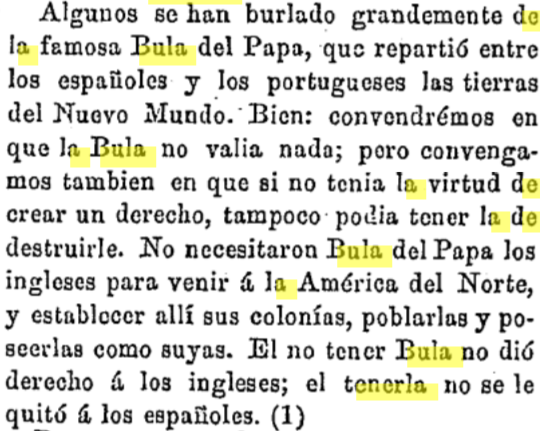 Algunos se han burlado grandemente de
la famosa Bula del Papa, que repartió entre
los españoles y los portugueses las tierras
del Nuevo Mundo. Bien: convendrémos en
que la Bula no valia nada; pero convenga-
mos tambien en que si no tenia la virtud de
crear un derecho, tampoco podia tener la de
destruirle. No necesitaron Bula del Papa los
ingleses para venir á la América del Norte,
y establecer allí sus colonías, poblarlas y po-
seerlas como suyas. El no tener Bula no dió
derecho á los ingleses; el tenerla no se le
quitó á los españoles. (1)